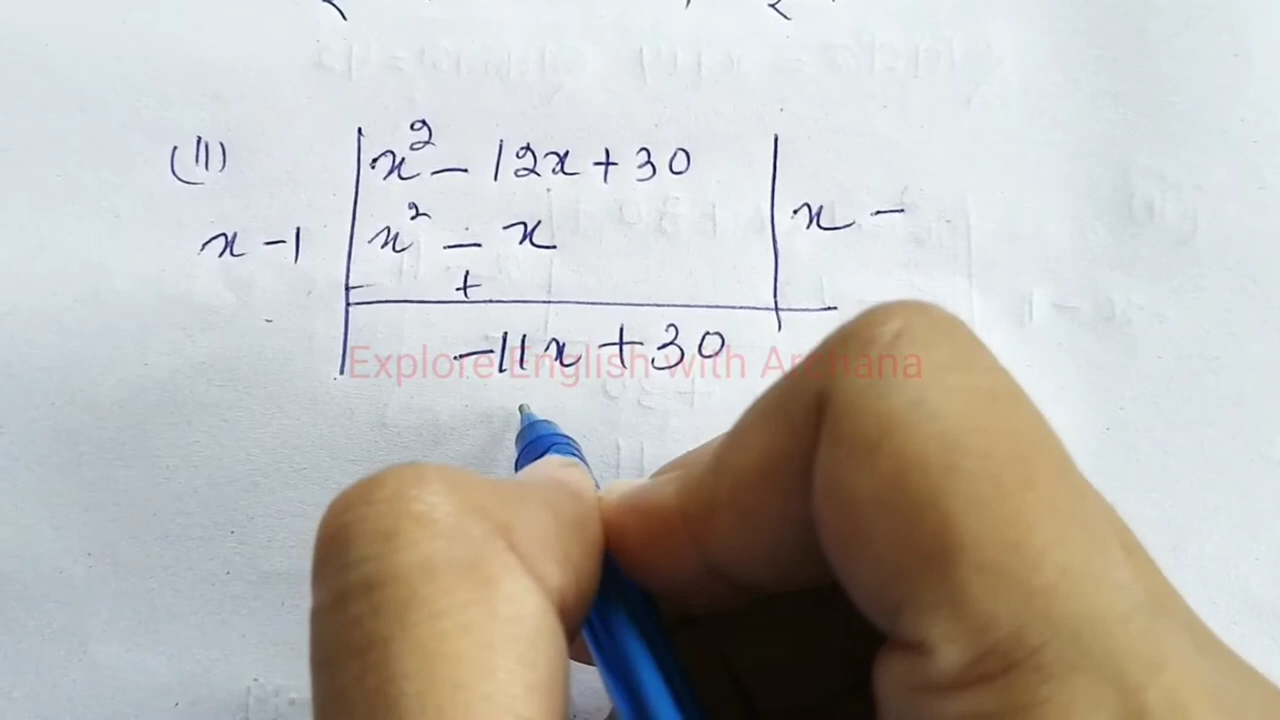 (II)
x² - 12x + 30
x - 1
x² - x
x -
- +
-11x + 30
Explore English with Archana